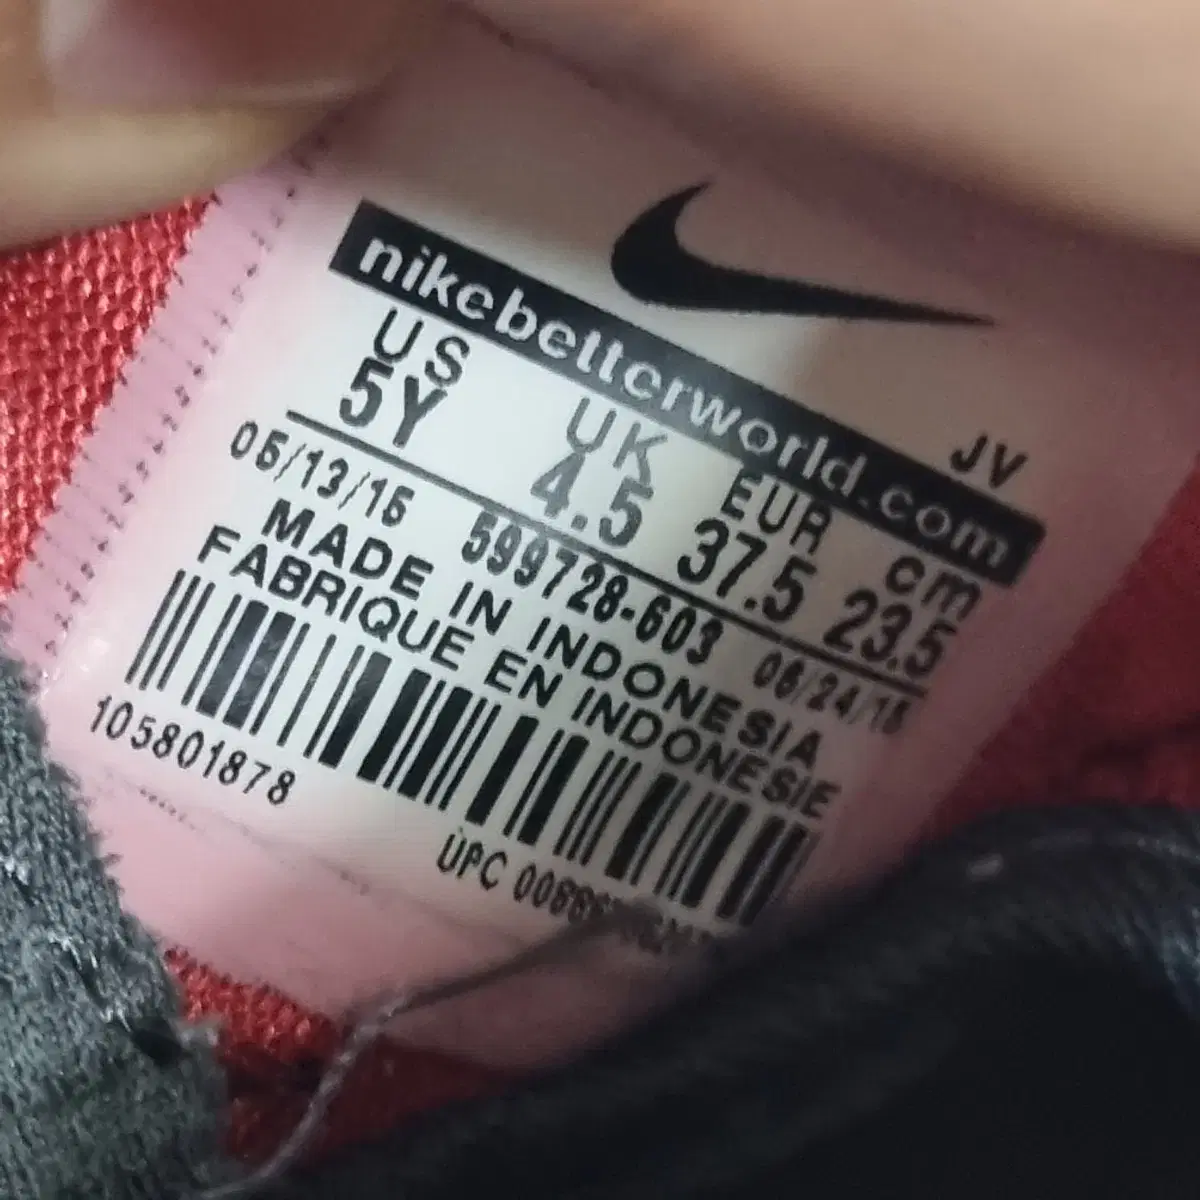 nikebetterworld.com
JV
US UK EUR cm
5Y 4.5 37.5 23.5
05/13/15 599728-603 06/24/15
MADE IN INDONESIA
FABRIQUE EN INDONESIE
105801878
UPC